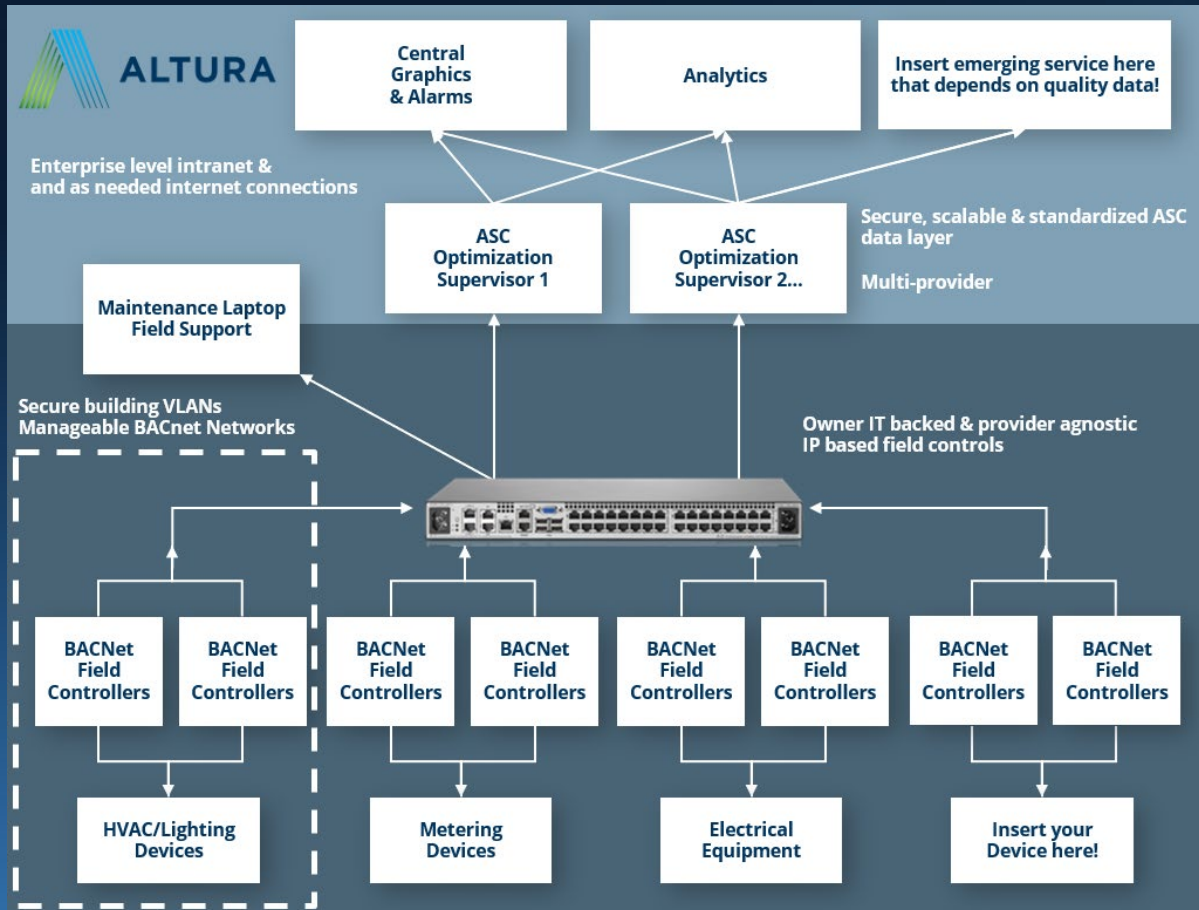 ALTURA
Central
Graphics
& Alarms
Analytics
Insert emerging service here
that depends on quality data!
Enterprise level intranet &
and as needed internet connections
ASC
Optimization
Supervisor 1
ASC
Optimization
Supervisor 2...
Secure, scalable & standardized ASC
data layer
Multi-provider
Maintenance Laptop
Field Support
Secure building VLANs
Manageable BACnet Networks
Owner IT backed & provider agnostic
IP based field controls
BACNet
Field
Controllers
BACNet
Field
Controllers
BACNet
Field
Controllers
BACNet
Field
Controllers
BACNet
Field
Controllers
BACNet
Field
Controllers
BACNet
Field
Controllers
BACNet
Field
Controllers
HVAC/Lighting
Devices
Metering
Devices
Electrical
Equipment
Insert your
Device here!